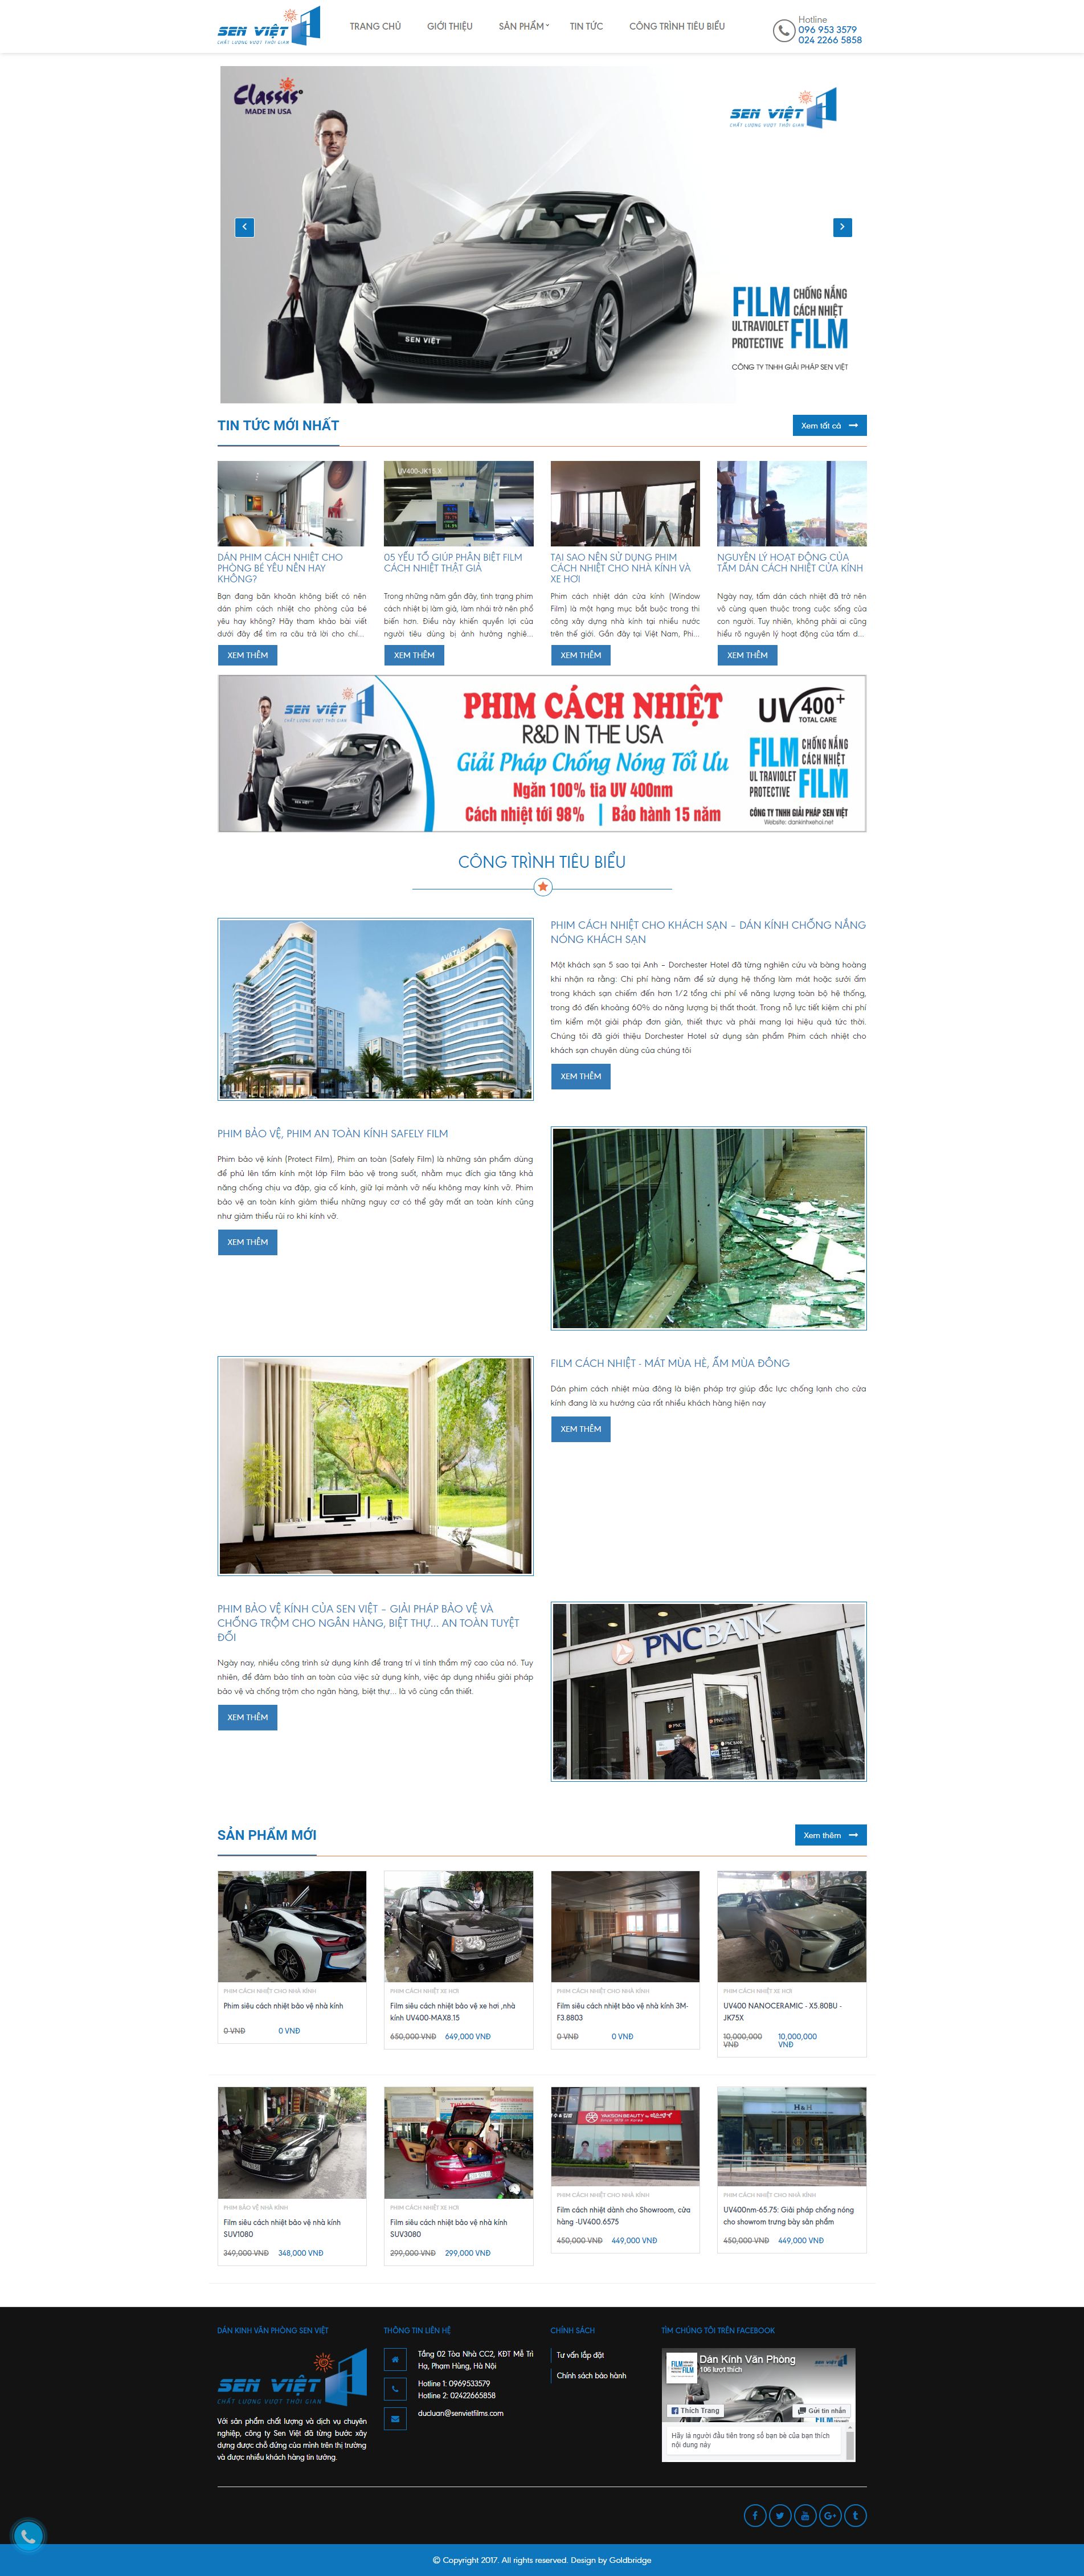 SEN VIỆT
CHẤT LƯỢNG VƯỢT THỜI GIAN
TRANG CHỦ
GIỚI THIỆU
SẢN PHẨM
TIN TỨC
CÔNG TRÌNH TIÊU BIỂU
Hotline
096 953 3579
024 2266 5858
Classis
MADE IN USA
SEN VIỆT
CHẤT LƯỢNG VƯỢT THỜI GIAN
SEN VIỆT
FILM CHỐNG NẮNG
CÁCH NHIỆT
ULTRAVIOLET
PROTECTIVE FILM
CÔNG TY TNHH GIẢI PHÁP SEN VIỆT
TIN TỨC MỚI NHẤT
Xem tất cả
UV400-JK15.X
DÁN PHIM CÁCH NHIỆT CHO
PHÒNG BÉ YÊU NÊN HAY
KHÔNG?
Bạn đang băn khoăn không biết có nên
dán phim cách nhiệt cho phòng của bé
yêu hay không? Hãy tham khảo bài viết
dưới đây để tìm ra câu trả lời cho chí...
XEM THÊM
05 YẾU TỐ GIÚP PHÂN BIỆT FILM
CÁCH NHIỆT THẬT GIẢ
Trong những năm gần đây, tình trạng phim
cách nhiệt bị làm giả, làm nhái trở nên phổ
biến hơn. Điều này khiến quyền lợi của
người tiêu dùng bị ảnh hưởng nghiê...
XEM THÊM
TẠI SAO NÊN SỬ DỤNG PHIM
CÁCH NHIỆT CHO NHÀ KÍNH VÀ
XE HƠI
Phim cách nhiệt dán cửa kính (Window
Film) là một hạng mục bắt buộc trong thi
công xây dựng nhà kính tại nhiều nước
trên thế giới. Gần đây tại Việt Nam, Phi...
XEM THÊM
NGUYÊN LÝ HOẠT ĐỘNG CỦA
TẤM DÁN CÁCH NHIỆT CỬA KÍNH
Ngày nay, tấm dán cách nhiệt đã trở nên
vô cùng quen thuộc trong cuộc sống của
con người. Tuy nhiên, không phải ai cũng
hiểu rõ nguyên lý hoạt động của tấm d...
XEM THÊM
SEN VIỆT
CHẤT LƯỢNG VƯỢT THỜI GIAN
SEN VIỆT
PHIM CÁCH NHIỆT
R&D IN THE USA
Giải Pháp Chống Nóng Tối Ưu
Ngăn 100% tia UV 400nm
Cách nhiệt tới 98% | Bảo hành 15 năm
UV400+
TOTAL CARE
FILM CHỐNG NẮNG
CÁCH NHIỆT
ULTRAVIOLET
PROTECTIVE FILM
CÔNG TY TNHH GIẢI PHÁP SEN VIỆT
Website: dankinhxehoi.net
CÔNG TRÌNH TIÊU BIỂU
AVATAR
PHIM CÁCH NHIỆT CHO KHÁCH SẠN – DÁN KÍNH CHỐNG NẮNG
NÓNG KHÁCH SẠN
Một khách sạn 5 sao tại Anh – Dorchester Hotel đã từng nghiên cứu và bàng hoàng
khi nhận ra rằng: Chi phí hàng năm để sử dụng hệ thống làm mát hoặc sưởi ấm
trong khách sạn chiếm đến hơn 1/2 tổng chi phí về năng lượng toàn bộ hệ thống,
trong đó đến khoảng 60% do năng lượng bị thất thoát. Trong nỗ lực tiết kiệm chi phí
tìm kiếm một giải pháp đơn giản, thiết thực và phải mang lại hiệu quả tức thời.
Chúng tôi đã giới thiệu Dorchester Hotel sử dụng sản phẩm Phim cách nhiệt cho
khách sạn chuyên dùng của chúng tôi
XEM THÊM
PHIM BẢO VỆ, PHIM AN TOÀN KÍNH SAFELY FILM
Phim bảo vệ kính (Protect Film), Phim an toàn (Safely Film) là những sản phẩm dùng
để phủ lên tấm kính một lớp Film bảo vệ trong suốt, nhằm mục đích gia tăng khả
năng chống chịu va đập, gia cố kính, giữ lại mảnh vỡ nếu không may kính vỡ. Phim
bảo vệ an toàn kính giảm thiểu những nguy cơ có thể gây mất an toàn kính cũng
như giảm thiểu rủi ro khi kính vỡ.
XEM THÊM
FILM CÁCH NHIỆT - MÁT MÙA HÈ, ẤM MÙA ĐÔNG
Dán phim cách nhiệt mùa đông là biện pháp trợ giúp đắc lực chống lạnh cho cửa
kính đang là xu hướng của rất nhiều khách hàng hiện nay
XEM THÊM
PHIM BẢO VỆ KÍNH CỦA SEN VIỆT – GIẢI PHÁP BẢO VỆ VÀ
CHỐNG TRỘM CHO NGÂN HÀNG, BIỆT THỰ... AN TOÀN TUYỆT
ĐỐI
Ngày nay, nhiều công trình sử dụng kính để trang trí vì tính thẩm mỹ cao của nó. Tuy
nhiên, để đảm bảo tính an toàn của việc sử dụng kính, việc áp dụng nhiều giải pháp
bảo vệ và chống trộm cho ngân hàng, biệt thự... là vô cùng cần thiết.
XEM THÊM
PNCBANK
SẢN PHẨM MỚI
Xem thêm
PHIM CÁCH NHIỆT CHO NHÀ KÍNH
Phim siêu cách nhiệt bảo vệ nhà kính
0 VNĐ 0 VNĐ
PHIM CÁCH NHIỆT XE HƠI
Film siêu cách nhiệt bảo vệ xe hơi ,nhà
kính UV400-MAX8.15
650,000 VNĐ 649,000 VNĐ
PHIM CÁCH NHIỆT CHO NHÀ KÍNH
Film siêu cách nhiệt bảo vệ nhà kính 3M-
F3.8803
0 VNĐ 0 VNĐ
PHIM CÁCH NHIỆT XE HƠI
UV400 NANOCERAMIC - X5.80BU -
JK75X
10,000,000 VNĐ 10,000,000 VNĐ
PHIM BẢO VỆ NHÀ KÍNH
Film siêu cách nhiệt bảo vệ nhà kính
SUV1080
349,000 VNĐ 348,000 VNĐ
PHIM CÁCH NHIỆT XE HƠI
Film siêu cách nhiệt bảo vệ nhà kính
SUV3080
299,000 VNĐ 299,000 VNĐ
YAKSON BEAUTY
PHIM CÁCH NHIỆT CHO NHÀ KÍNH
Film cách nhiệt dành cho Showroom, cửa
hàng -UV400.6575
450,000 VNĐ 449,000 VNĐ
H&H
PHIM CÁCH NHIỆT CHO NHÀ KÍNH
UV400nm-65.75: Giải pháp chống nóng
cho showrom trưng bày sản phẩm
450,000 VNĐ 449,000 VNĐ
DÁN KINH VĂN PHÒNG SEN VIỆT
SEN VIỆT
CHẤT LƯỢNG VƯỢT THỜI GIAN
Với sản phẩm chất lượng và dịch vụ chuyên
nghiệp, công ty Sen Việt đã từng bước xây
dựng được chỗ đứng của mình trên thị trường
và được nhiều khách hàng tin tưởng.
THÔNG TIN LIÊN HỆ
Tầng 02 Tòa Nhà CC2, KĐT Mễ Trì
Hạ, Phạm Hùng, Hà Nội
Hotline 1: 0969533579
Hotline 2: 02422665858
ducluan@senvietfilms.com
CHÍNH SÁCH
Tư vấn lắp đặt
Chính sách bảo hành
TÌM CHÚNG TÔI TRÊN FACEBOOK
Dán Kính Văn Phòng
106 lượt thích
Thích Trang
Gửi tin nhắn
Hãy là người đầu tiên trong số bạn bè của bạn thích
nội dung này
© Copyright 2017. All rights reserved. Design by Goldbridge